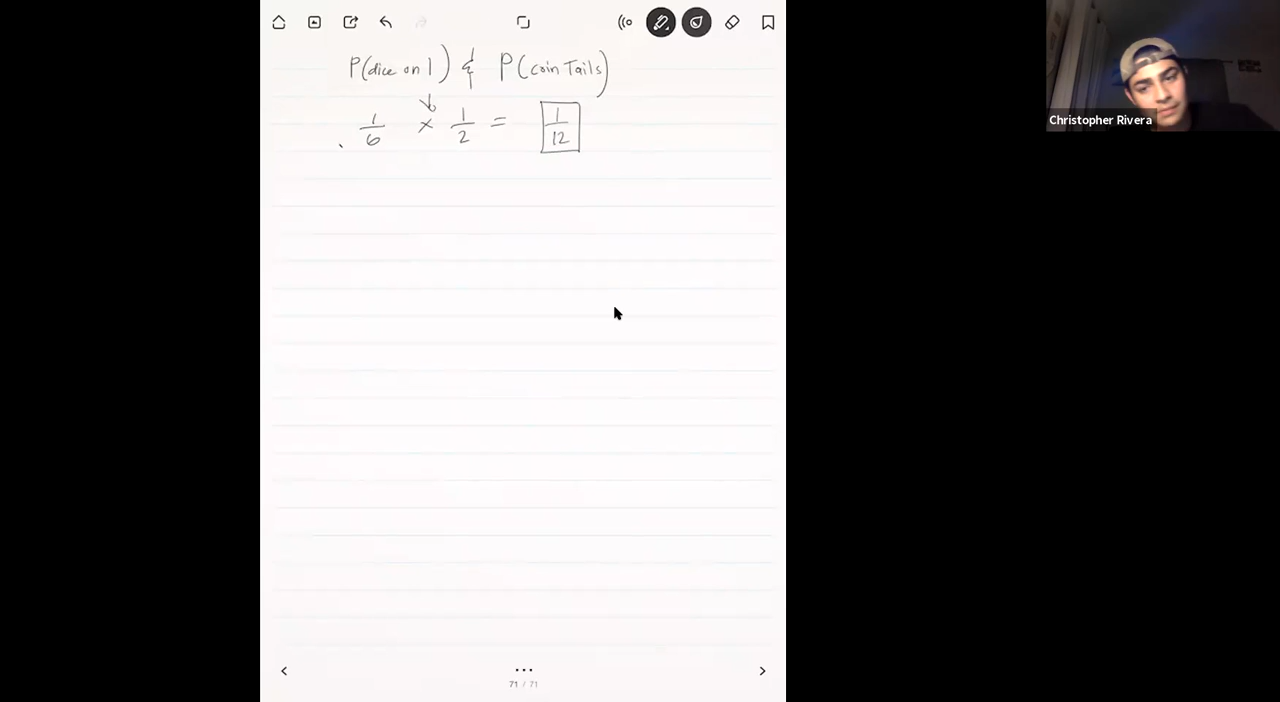 P(dice on 1) & P(coin Tails)
1/6 × 1/2 = 1/12
Christopher Rivera
71 / 71